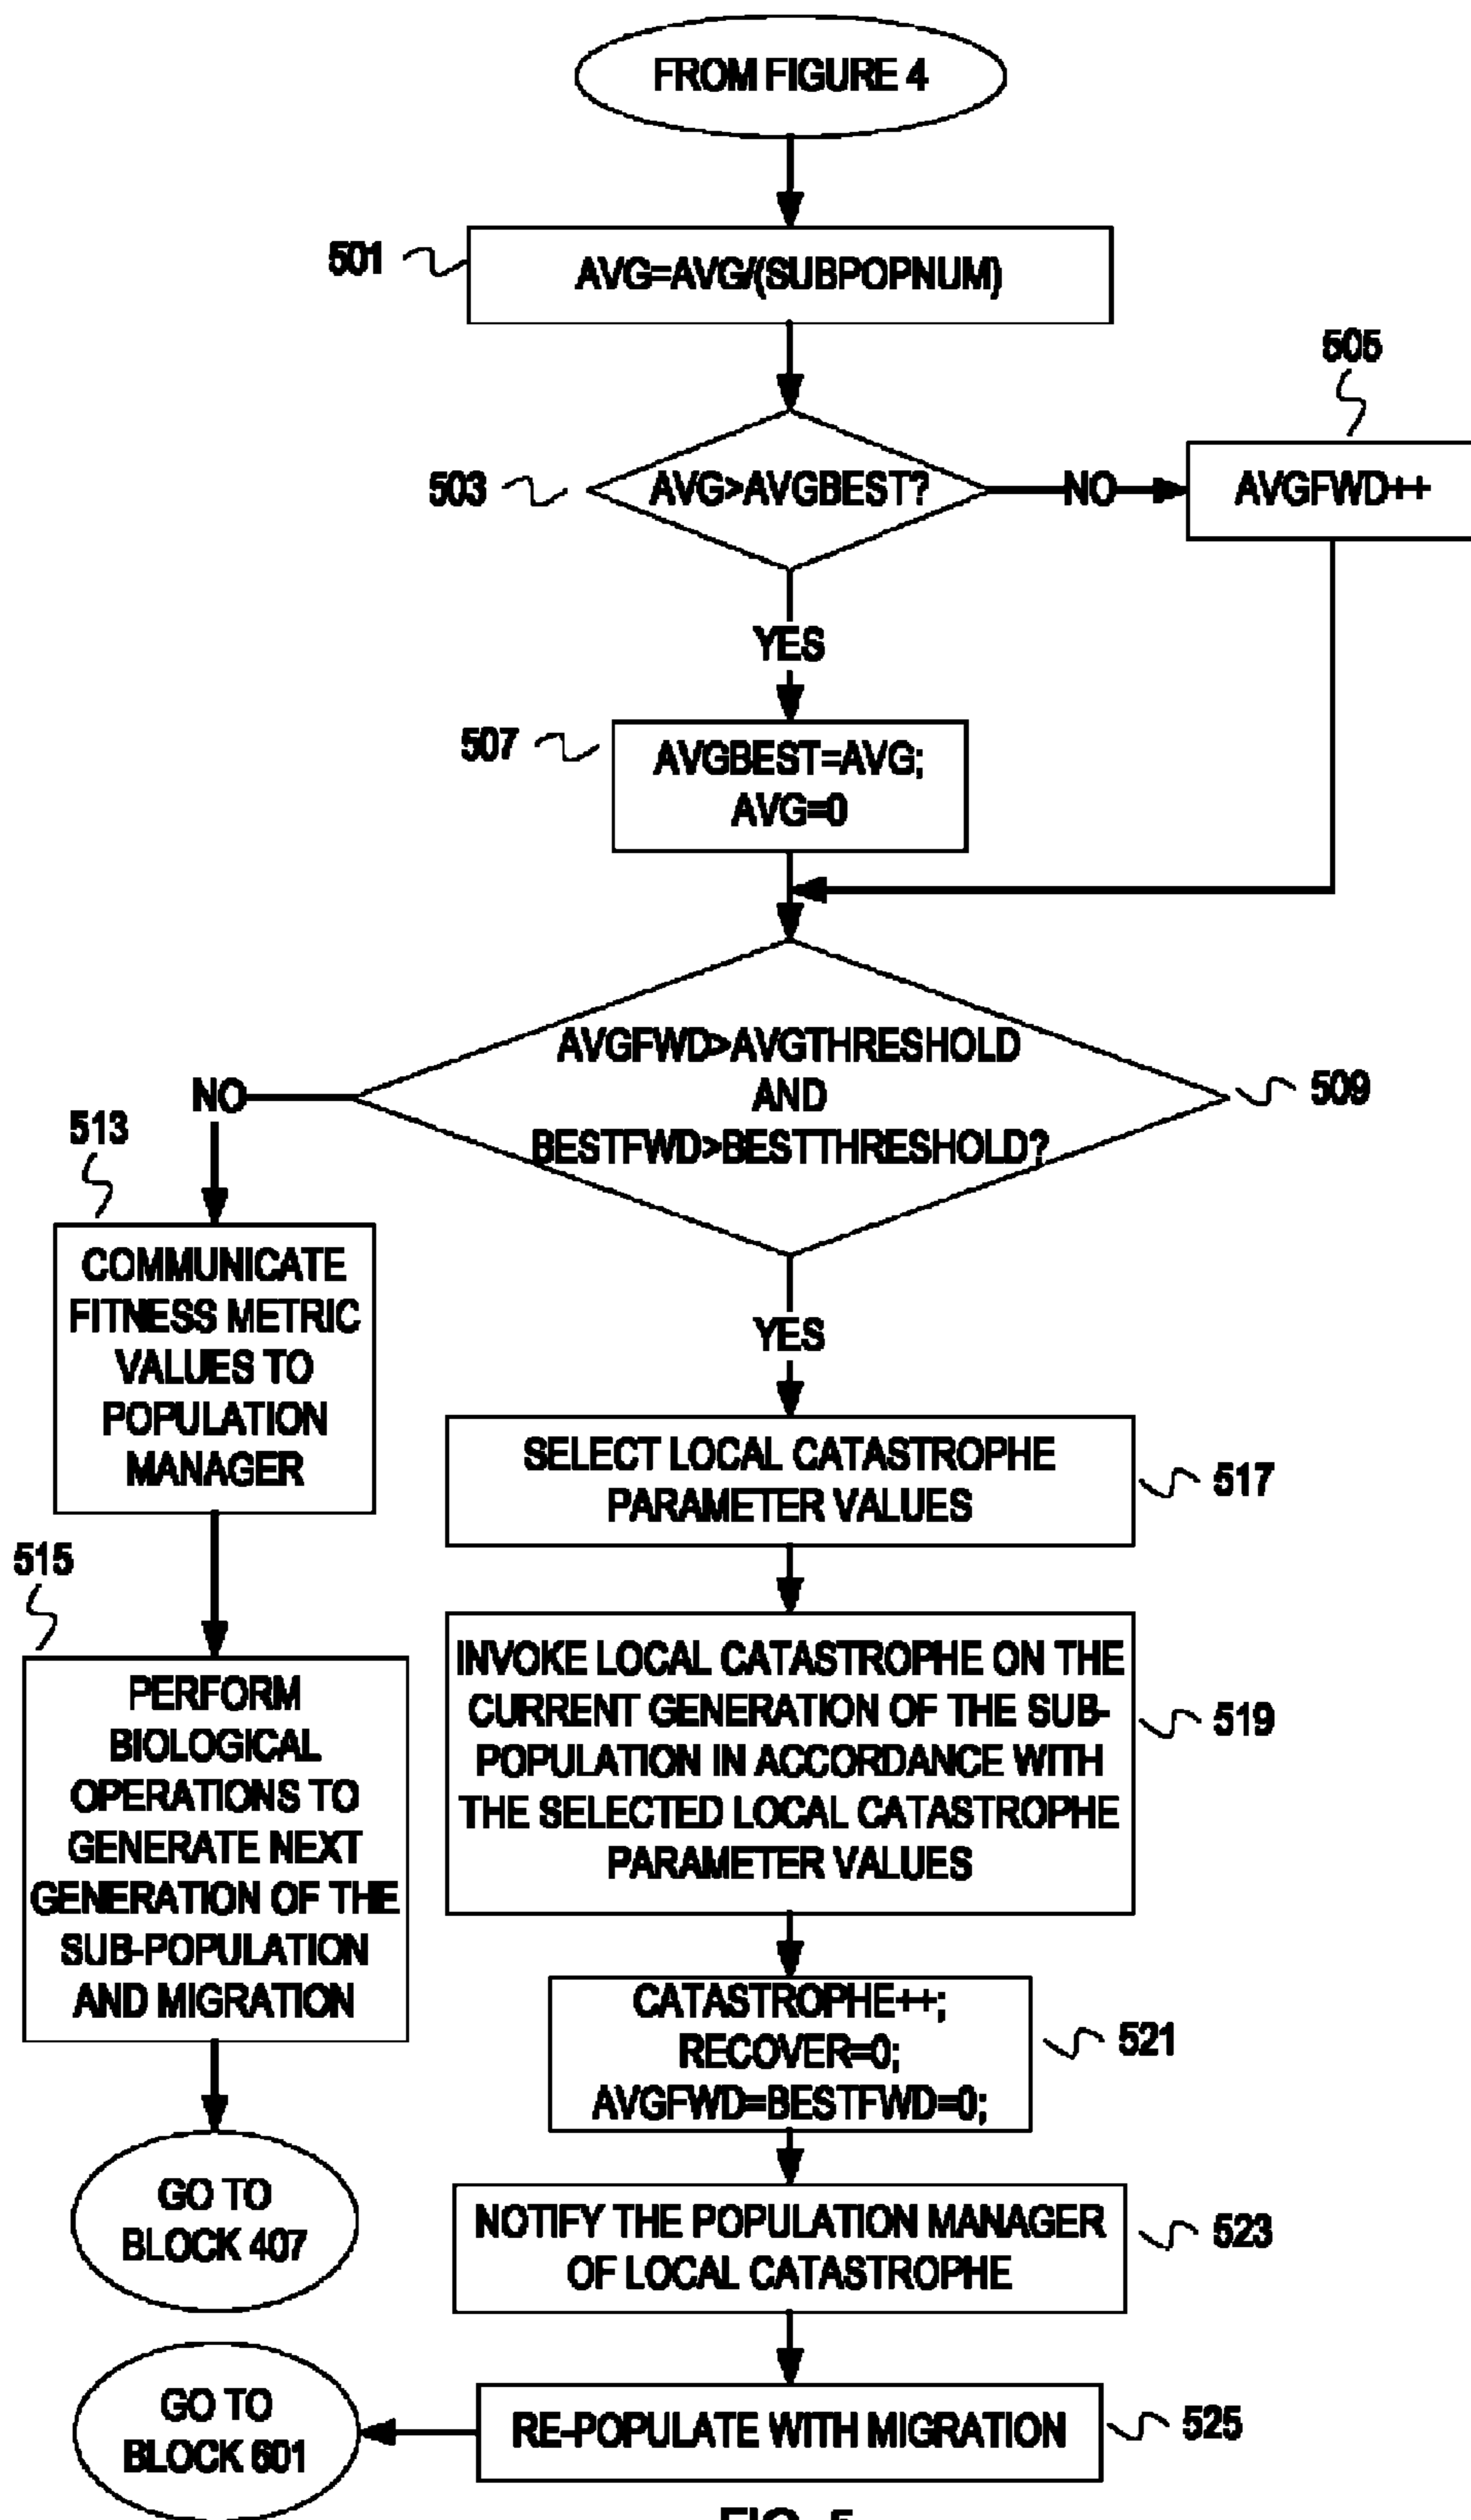 FROM FIGURE 4
501
AVG=AVG/(SUBPOPNUM)
505
503
AVG>AVGBEST?
NO
AVGFWD++
YES
507
AVGBEST=AVG;
AVG=0
AVGFWD>AVGTHRESHOLD
AND
BESTFWD>BESTTHRESHOLD?
509
NO
513
COMMUNICATE
FITNESS METRIC
VALUES TO
POPULATION
MANAGER
YES
SELECT LOCAL CATASTROPHE
PARAMETER VALUES
517
515
PERFORM
BIOLOGICAL
OPERATIONS TO
GENERATE NEXT
GENERATION OF THE
SUB-POPULATION
AND MIGRATION
INVOKE LOCAL CATASTROPHE ON THE
CURRENT GENERATION OF THE SUB-
POPULATION IN ACCORDANCE WITH
THE SELECTED LOCAL CATASTROPHE
PARAMETER VALUES
519
CATASTROPHE++;
RECOVER=0;
AVGFWD=BESTFWD=0;
521
GO TO
BLOCK 407
NOTIFY THE POPULATION MANAGER
OF LOCAL CATASTROPHE
523
GO TO
BLOCK 601
RE-POPULATE WITH MIGRATION
525
FIG. 5